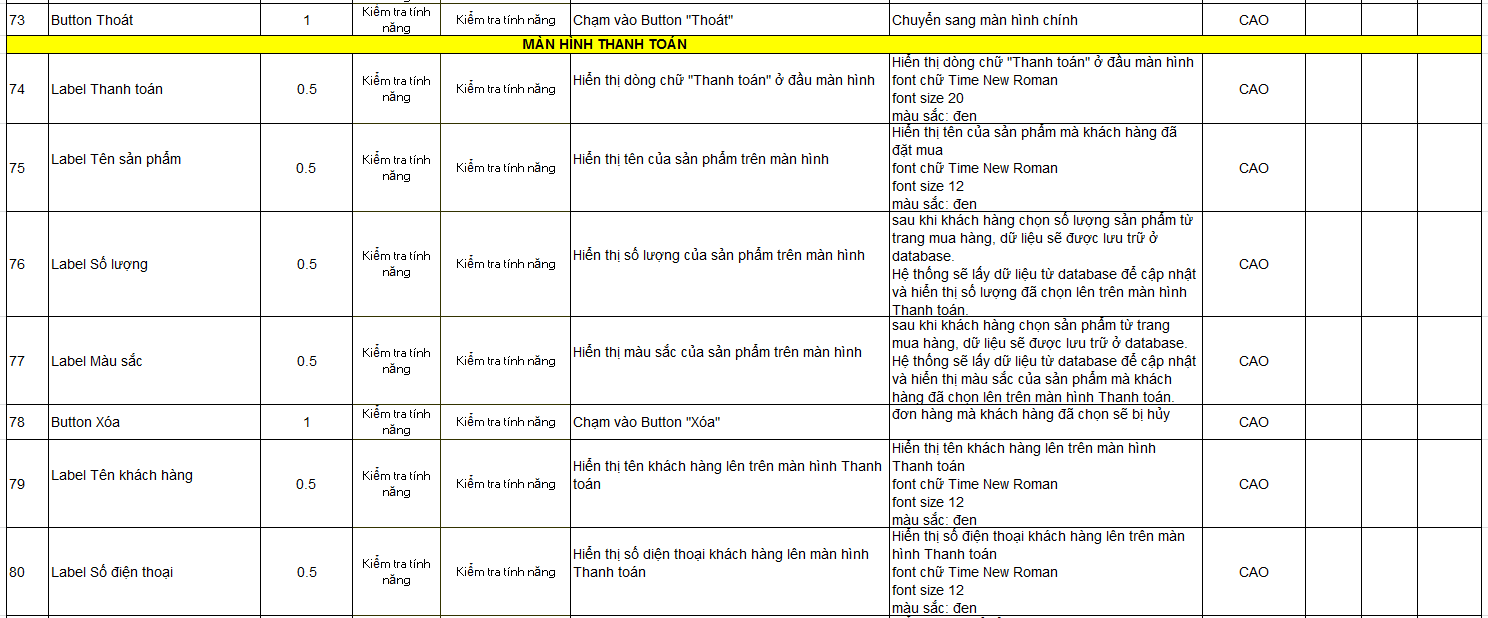 73 Button Thoát 1 Kiểm tra tính năng Kiểm tra tính năng Chạm vào Button "Thoát" Chuyển sang màn hình chính CAO
MÀN HÌNH THANH TOÁN
74 Label Thanh toán 0.5 Kiểm tra tính năng Kiểm tra tính năng Hiển thị dòng chữ "Thanh toán" ở đầu màn hình
Hiển thị dòng chữ "Thanh toán" ở đầu màn hình
font chữ Time New Roman
font size 20
màu sắc: đen
CAO
75 Label Tên sản phẩm 0.5 Kiểm tra tính năng Kiểm tra tính năng Hiển thị tên của sản phẩm trên màn hình
Hiển thị tên của sản phẩm mà khách hàng đã
đặt mua
font chữ Time New Roman
font size 12
màu sắc: đen
CAO
76 Label Số lượng 0.5 Kiểm tra tính năng Kiểm tra tính năng Hiển thị số lượng của sản phẩm trên màn hình
sau khi khách hàng chọn số lượng sản phẩm từ
trang mua hàng, dữ liệu sẽ được lưu trữ ở
database.
Hệ thống sẽ lấy dữ liệu từ database để cập nhật
và hiển thị số lượng đã chọn lên trên màn hình
Thanh toán.
CAO
77 Label Màu sắc 0.5 Kiểm tra tính năng Kiểm tra tính năng Hiển thị màu sắc của sản phẩm trên màn hình
sau khi khách hàng chọn sản phẩm từ trang
mua hàng, dữ liệu sẽ được lưu trữ ở database.
Hệ thống sẽ lấy dữ liệu từ database để cập nhật
và hiển thị màu sắc của sản phẩm mà khách
hàng đã chọn lên trên màn hình Thanh toán.
CAO
78 Button Xóa 1 Kiểm tra tính năng Kiểm tra tính năng Chạm vào Button "Xóa" đơn hàng mà khách hàng đã chọn sẽ bị hủy CAO
79 Label Tên khách hàng 0.5 Kiểm tra tính năng Kiểm tra tính năng
Hiển thị tên khách hàng lên trên màn hình Thanh
toán
Hiển thị tên khách hàng lên trên màn hình
Thanh toán
font chữ Time New Roman
font size 12
màu sắc: đen
CAO
80 Label Số điện thoại 0.5 Kiểm tra tính năng Kiểm tra tính năng
Hiển thị số diện thoại khách hàng lên màn hình
Thanh toán
Hiển thị số điện thoại khách hàng lên trên màn
hình Thanh toán
font chữ Time New Roman
font size 12
màu sắc: đen
CAO